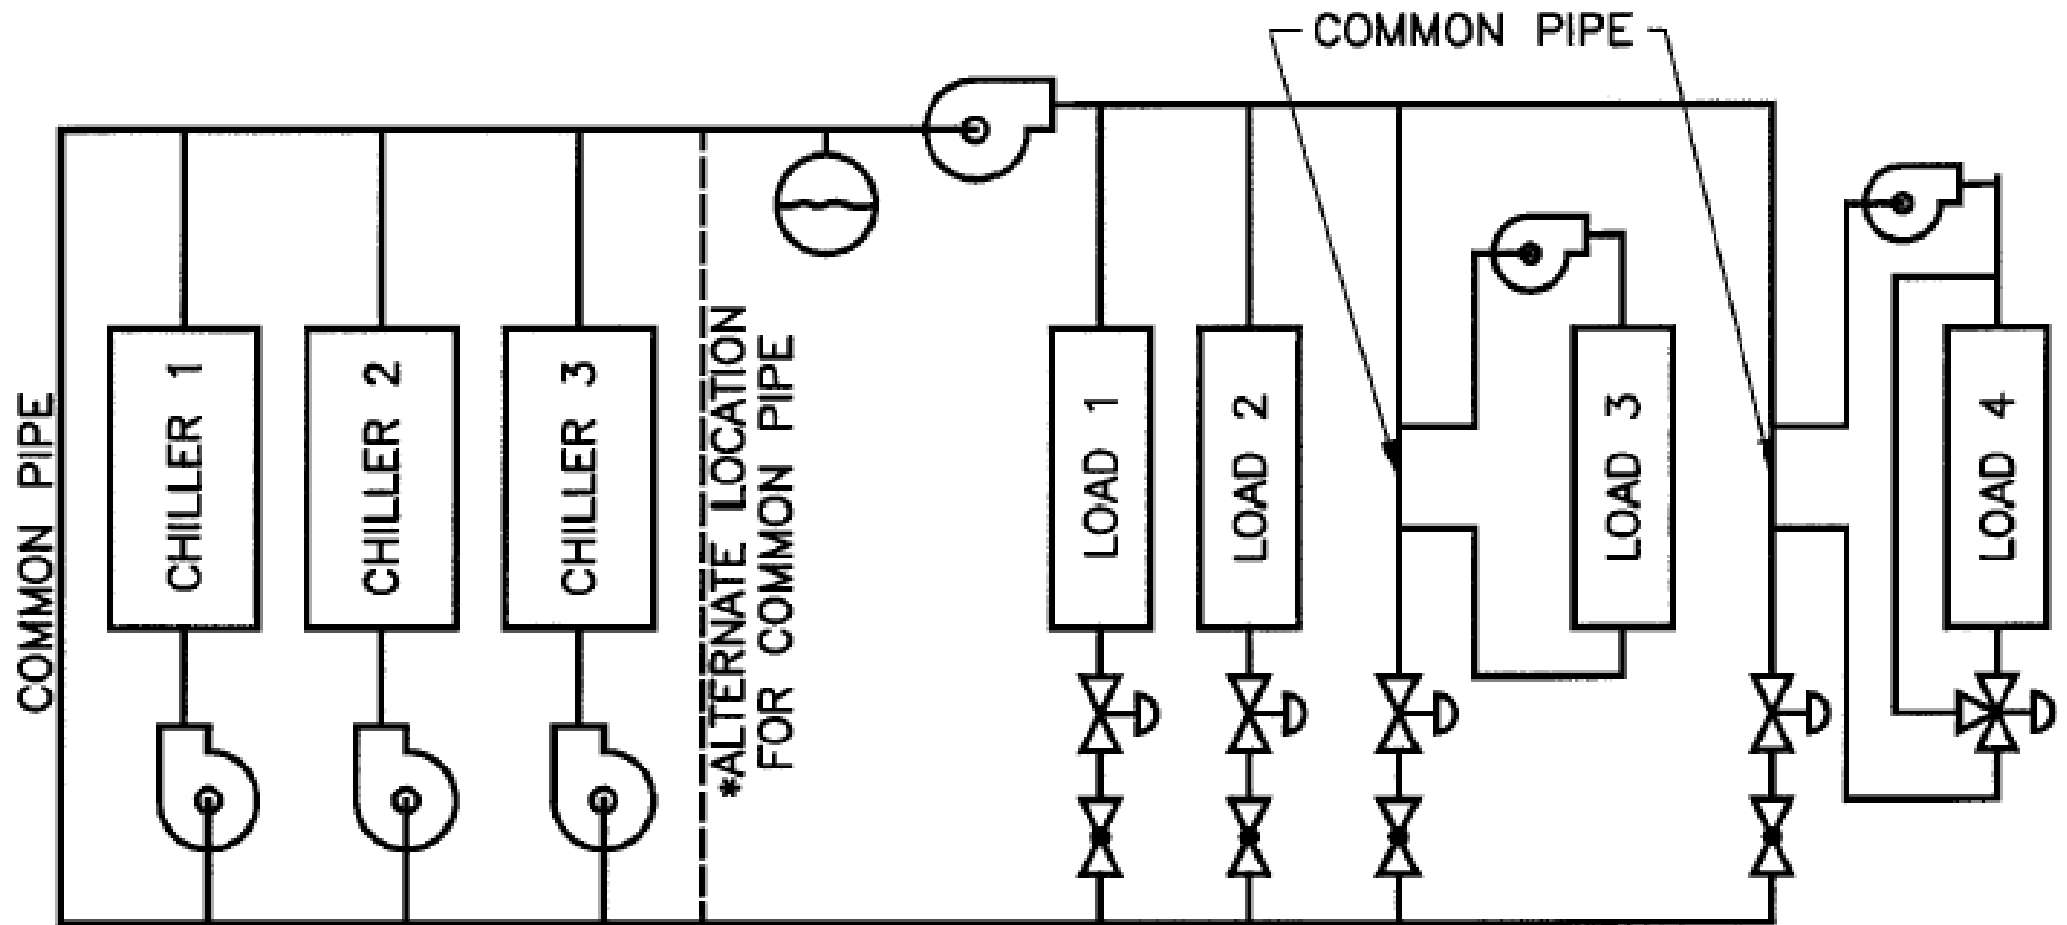 COMMON PIPE
COMMON PIPE
CHILLER 1
CHILLER 2
CHILLER 3
*ALTERNATE LOCATION
FOR COMMON PIPE
LOAD 1
LOAD 2
LOAD 3
LOAD 4